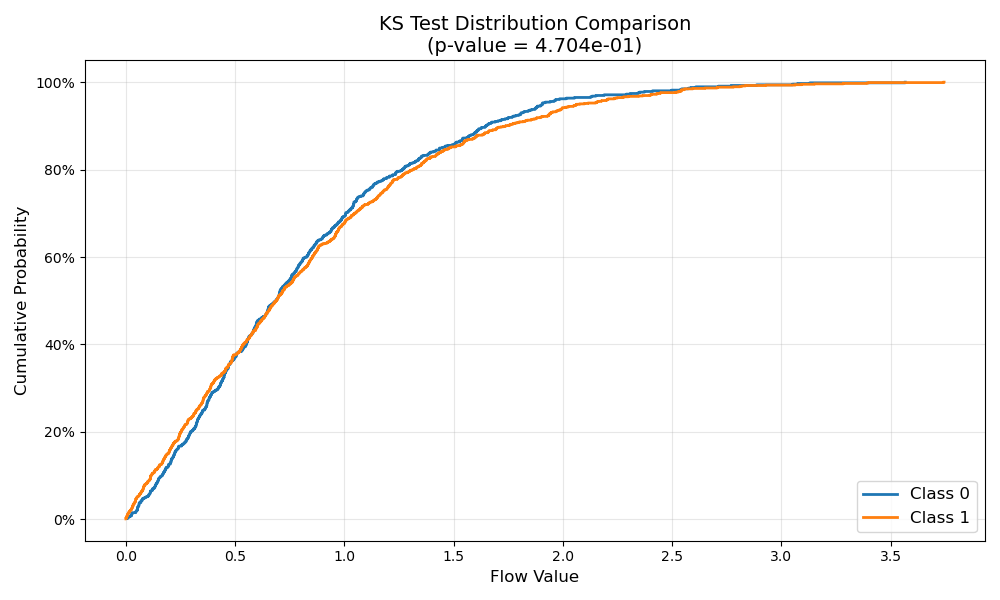 KS Test Distribution Comparison
(p-value = 4.704e-01)
Cumulative Probability
100%
80%
60%
40%
20%
0%
0.0 0.5 1.0 1.5 2.0 2.5 3.0 3.5
Flow Value
Class 0
Class 1